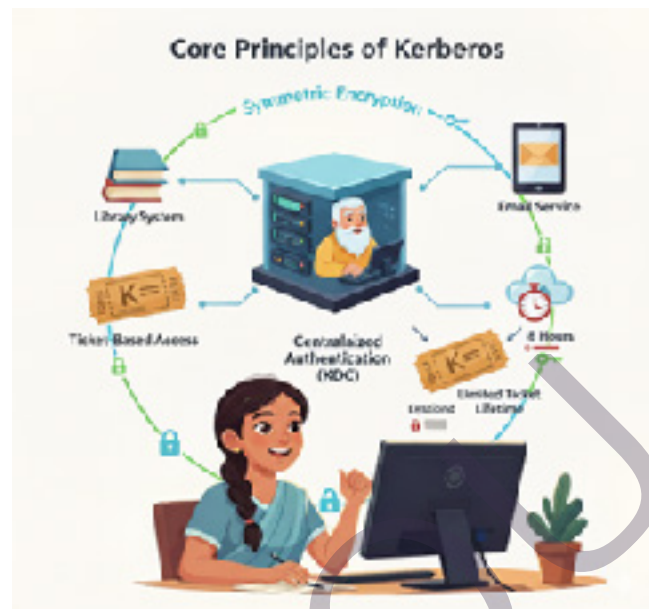 Core Principles of Kerberos
Symmetric Encryption
Library System
Email Service
K=
Ticket Based Access
Centralized
Authentication
(KDC)
K=
Hours
Limited Ticket
Lifetime